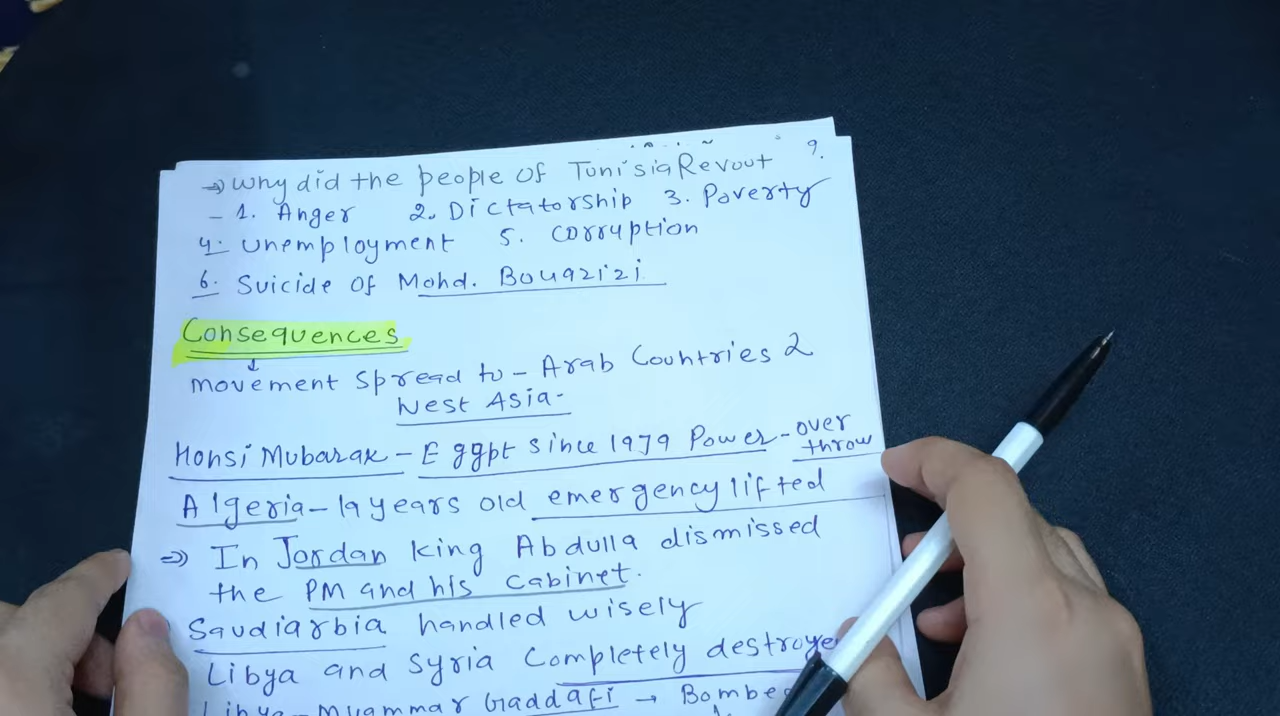 9.
→ Why did the people of Tunisia Revout
- 1. Anger 2. Dictatorship 3. Poverty
4. Unemployment 5. Corruption
6. Suicide Of Mohd. Bouazizi
Consequences
↓
movement spread to - Arab Countries &
West Asia-
Honsi Mubarak - Eggpt since 1979 Power - over
throw
Algeria - 19 years old emergency lifted
⇒ In Jordan king Abdulla dismissed
the PM and his cabinet.
Saudiarbia handled wisely
Libya and Syria Completely destroye
Libya - Muammar Gaddafi → Bombe